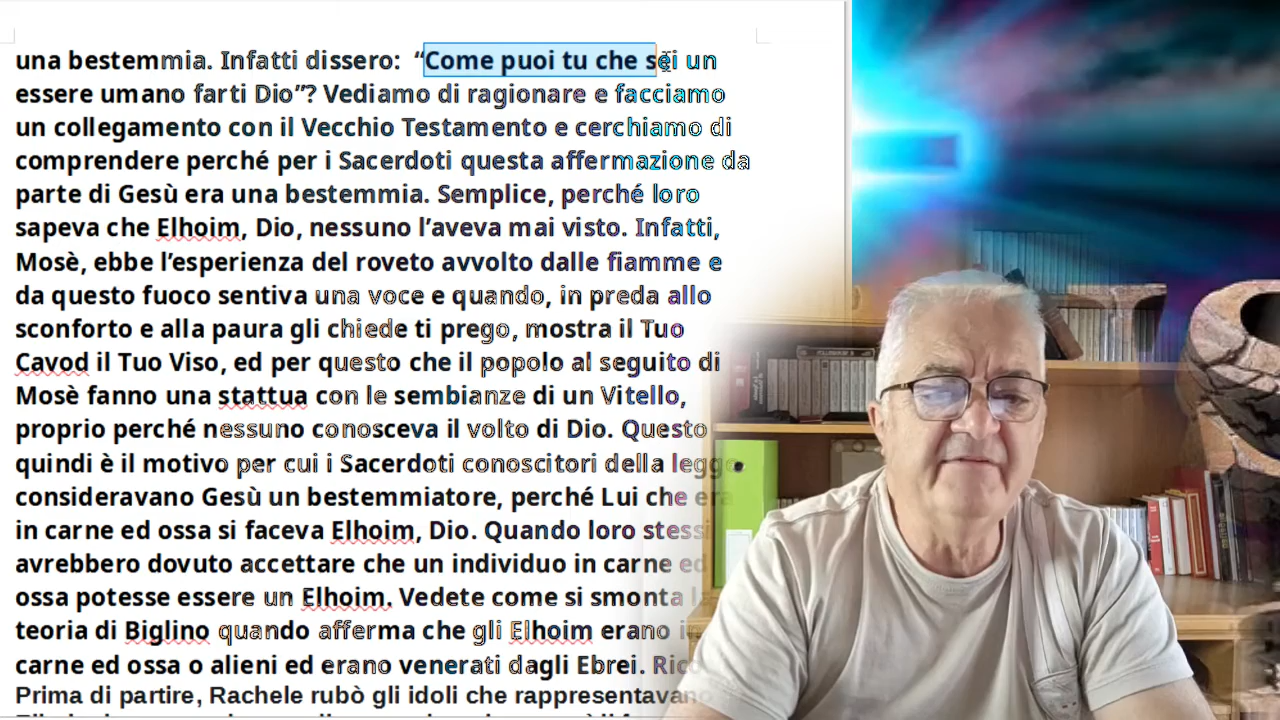 una bestemmia. Infatti dissero: “Come puoi tu che sei un
essere umano farti Dio”? Vediamo di ragionare e facciamo
un collegamento con il Vecchio Testamento e cerchiamo di
comprendere perché per i Sacerdoti questa affermazione da
parte di Gesù era una bestemmia. Semplice, perché loro
sapeva che Elhoim, Dio, nessuno l’aveva mai visto. Infatti,
Mosè, ebbe l’esperienza del roveto avvolto dalle fiamme e
da questo fuoco sentiva una voce e quando, in preda allo
sconforto e alla paura gli chiede ti prego, mostra il Tuo
Cavod il Tuo Viso, ed per questo che il popolo al seguito di
Mosè fanno una stattua con le sembianze di un Vitello,
proprio perché nessuno conosceva il volto di Dio. Questo
quindi è il motivo per cui i Sacerdoti conoscitori della legge
consideravano Gesù un bestemmiatore, perché Lui che era
in carne ed ossa si faceva Elhoim, Dio. Quando loro stessi
avrebbero dovuto accettare che un individuo in carne ed
ossa potesse essere un Elhoim. Vedete come si smonta la
teoria di Biglino quando afferma che gli Elhoim erano in
carne ed ossa o alieni ed erano venerati dagli Ebrei.
Prima di partire, Rachele rubò gli idoli che rappresentavano